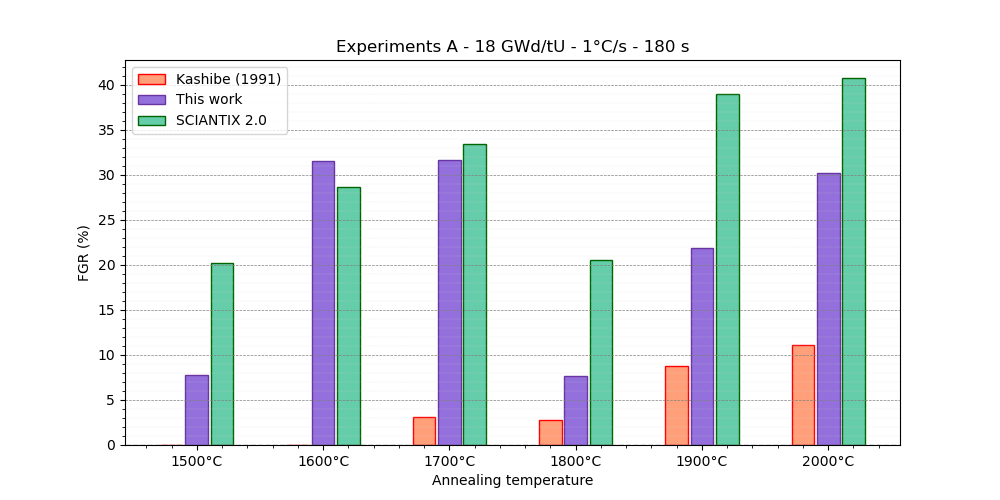 Experiments A - 18 GWd/tU - 1°C/s - 180 s
Kashibe (1991)
This work
SCIANTIX 2.0
FGR (%)
40
35
30
25
20
15
10
5
0
1500°C 1600°C 1700°C 1800°C 1900°C 2000°C
Annealing temperature